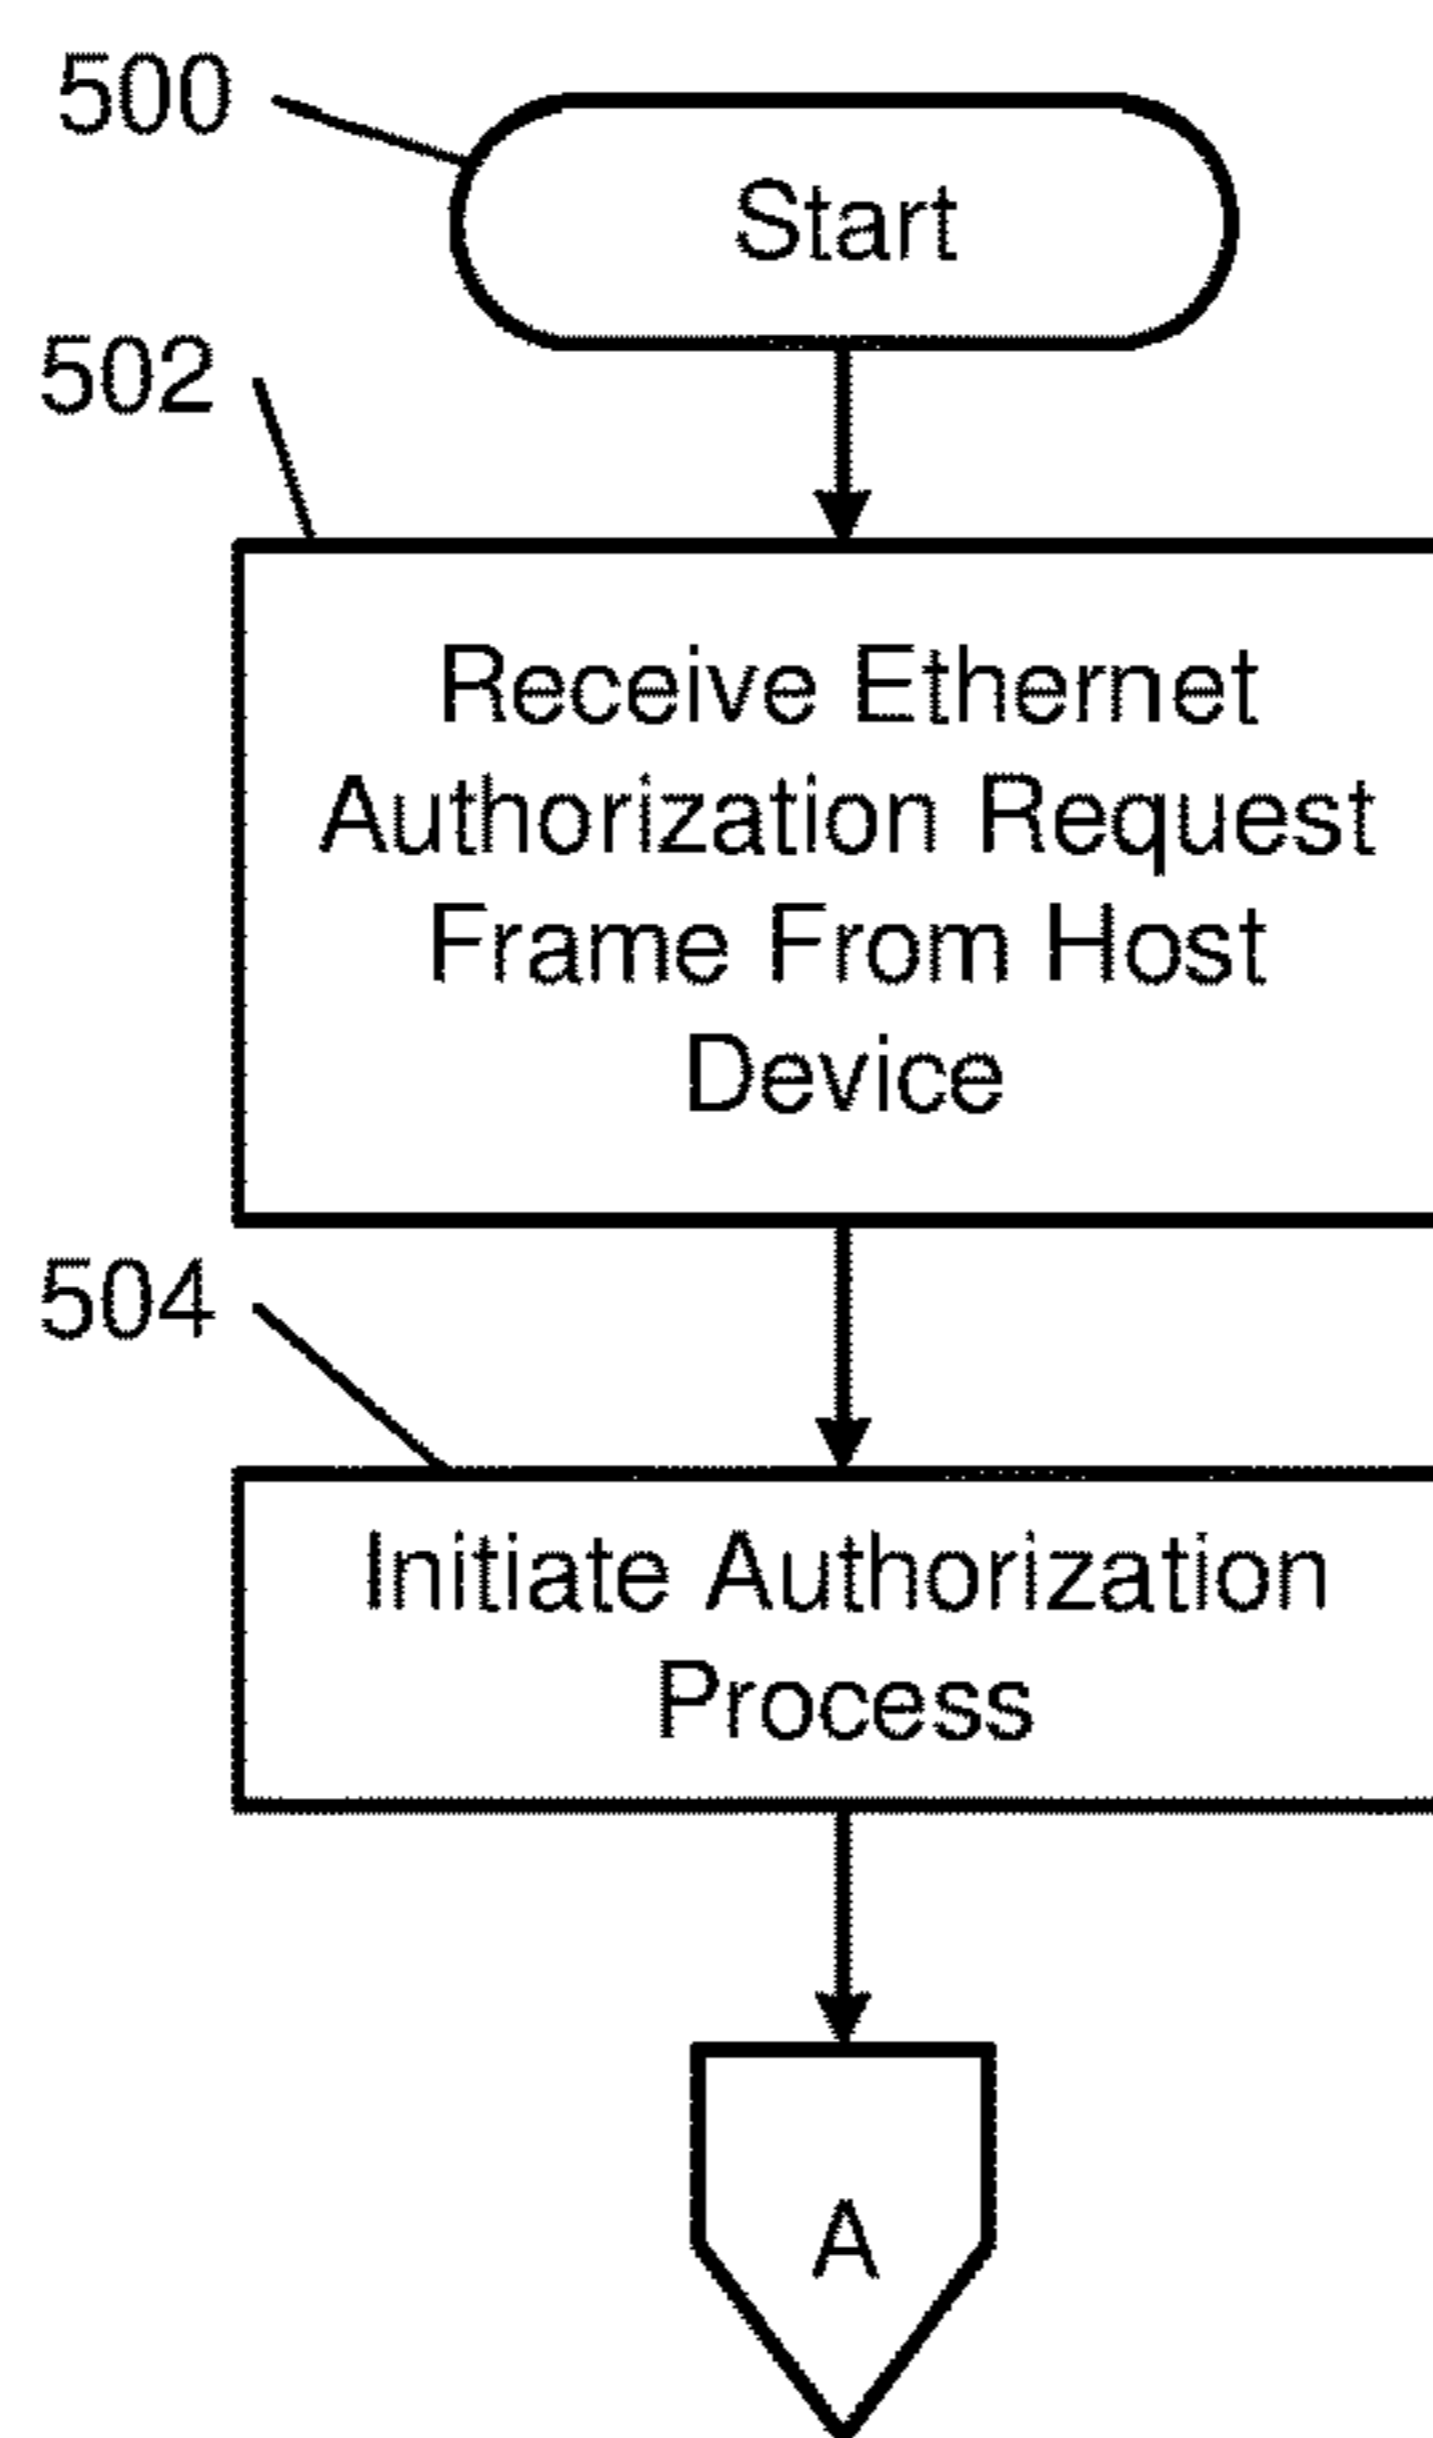 500
Start
502
Receive Ethernet
Authorization Request
Frame From Host
Device
504
Initiate Authorization
Process
A